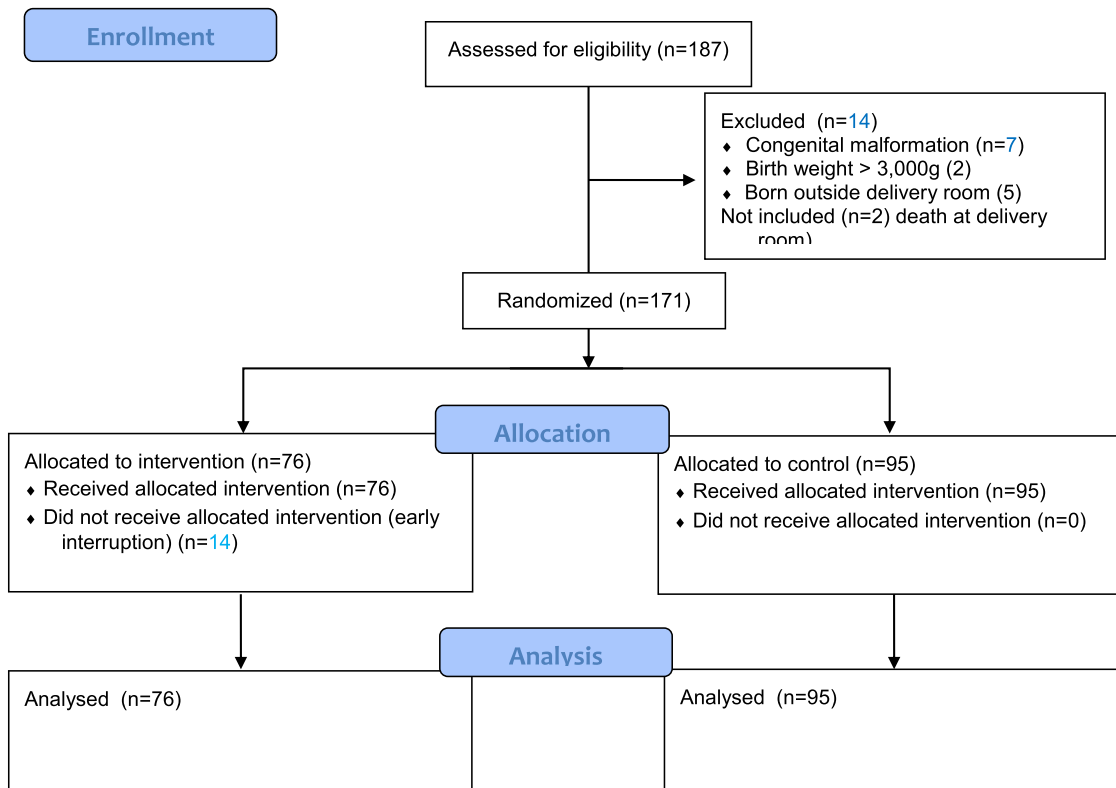 Enrollment
Assessed for eligibility (n=187)
Excluded (n=14)
♦ Congenital malformation (n=7)
♦ Birth weight > 3,000g (2)
♦ Born outside delivery room (5)
Not included (n=2) death at delivery
room)
Randomized (n=171)
Allocation
Allocated to intervention (n=76)
♦ Received allocated intervention (n=76)
♦ Did not receive allocated intervention (early
interruption) (n=14)
Allocated to control (n=95)
♦ Received allocated intervention (n=95)
♦ Did not receive allocated intervention (n=0)
Analysis
Analysed (n=76)
Analysed (n=95)